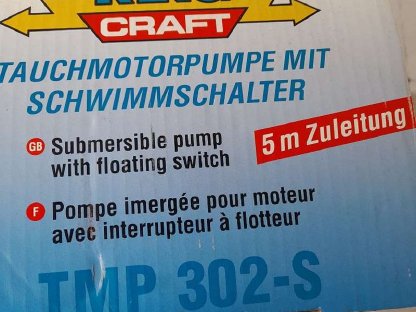 CRAFT
TAUCHMOTORPUMPE MIT
SCHWIMMSCHALTER
GB Submersible pump
with floating switch
5 m Zuleitung
F Pompe imergée pour moteur
avec interrupteur à flotteur
TMP 302-S